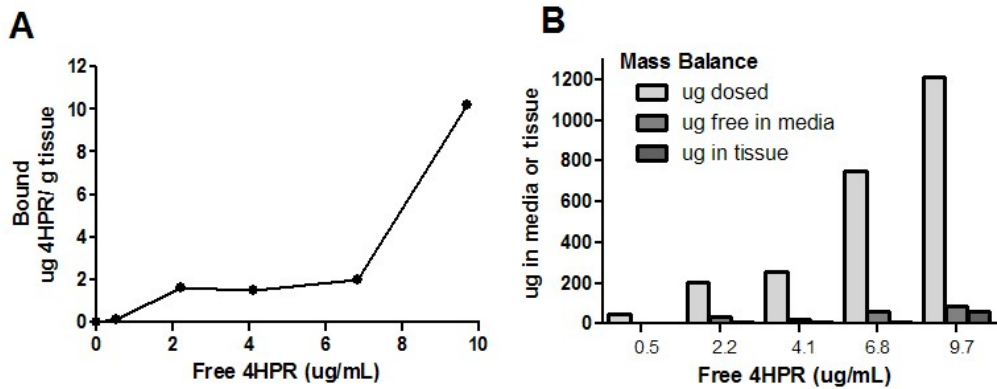 A
12
10
8
6
4
2
0
Bound
ug 4HPR/ g tissue
0 2 4 6 8 10
Free 4HPR (ug/mL)
B
Mass Balance
ug dosed
ug free in media
ug in tissue
1200
1000
800
600
400
200
0
ug in media or tissue
0.5 2.2 4.1 6.8 9.7
Free 4HPR (ug/mL)